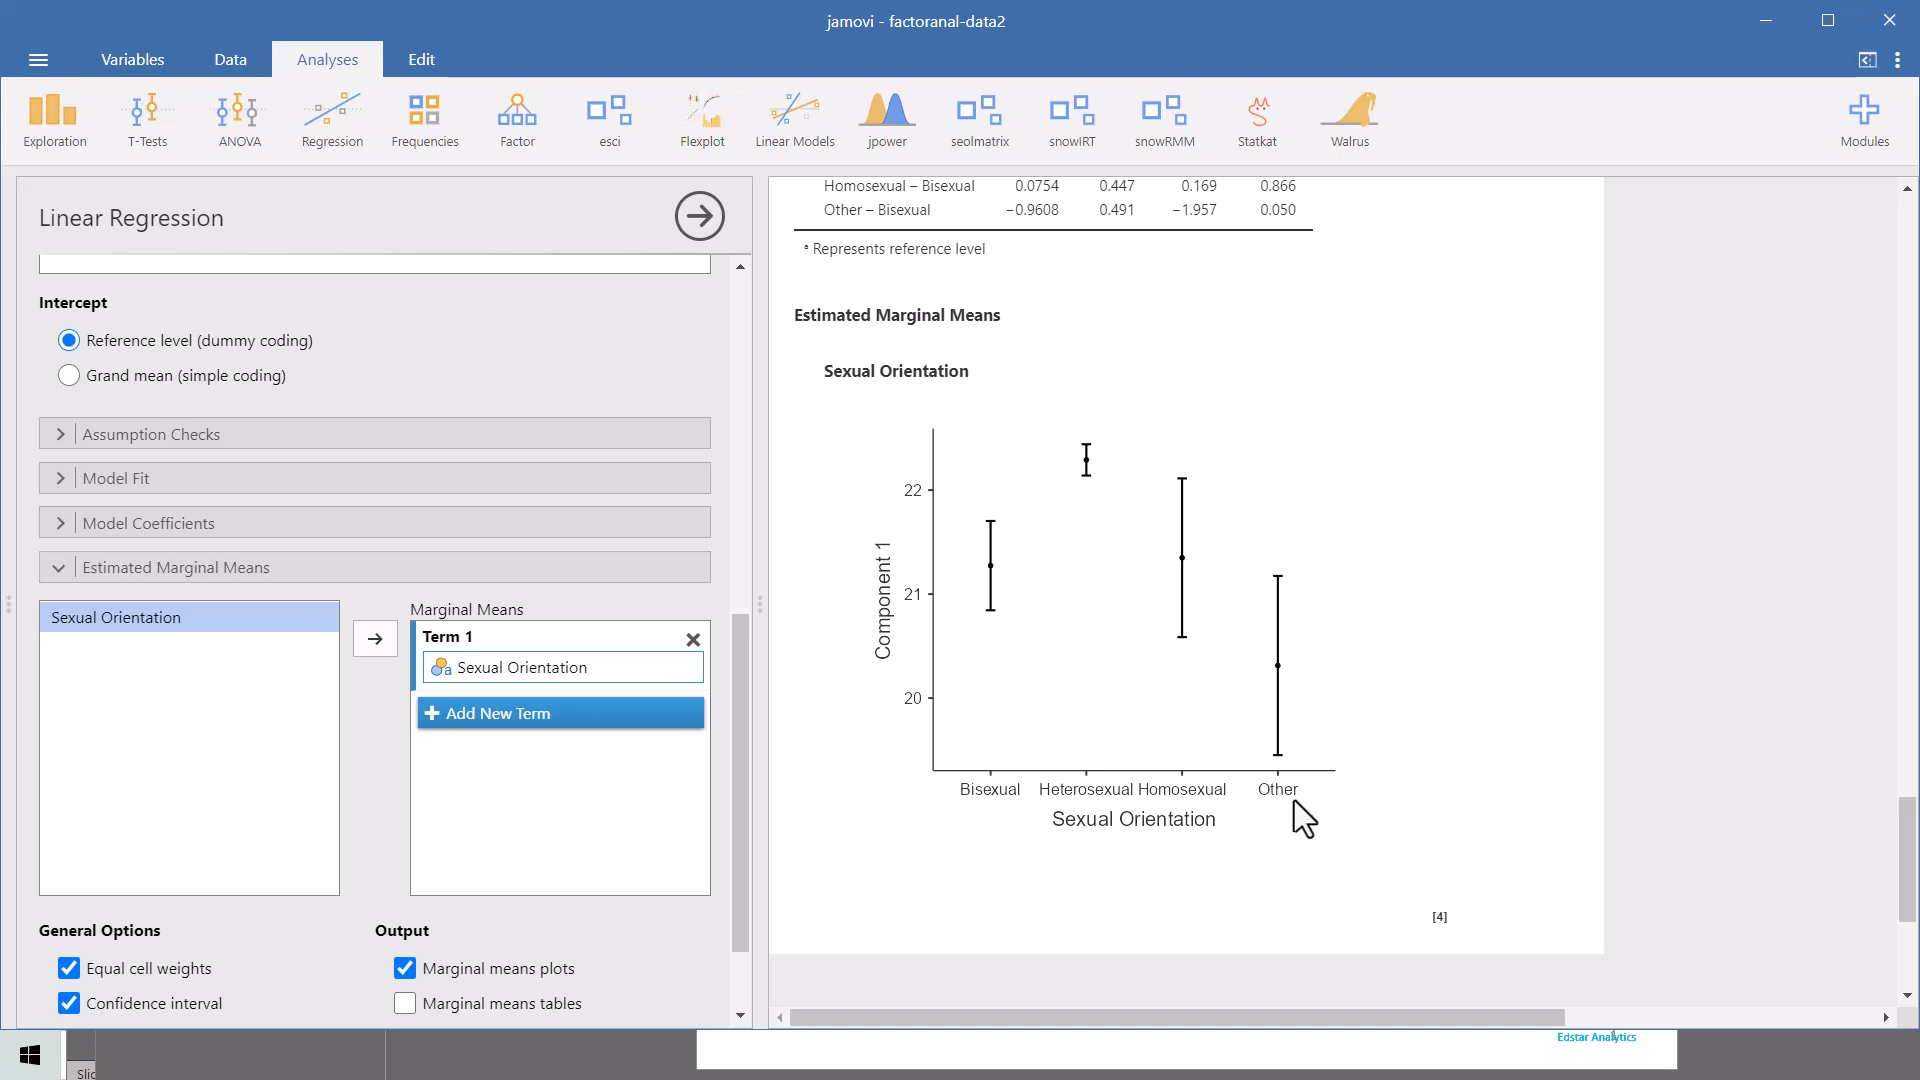 jamovi - factoranal-data2
Variables
Data
Analyses
Edit
Exploration
T-Tests
ANOVA
Regression
Frequencies
Factor
esci
Flexplot
Linear Models
jpower
seolmatrix
snowIRT
snowRMM
Statkat
Walrus
Modules
Linear Regression
Intercept
Reference level (dummy coding)
Grand mean (simple coding)
Assumption Checks
Model Fit
Model Coefficients
Estimated Marginal Means
Sexual Orientation
Marginal Means
Term 1
a Sexual Orientation
Add New Term
General Options
Equal cell weights
Confidence interval
Output
Marginal means plots
Marginal means tables
Homosexual – Bisexual 0.0754 0.447 0.169 0.866
Other – Bisexual −0.9608 0.491 −1.957 0.050
ᵃ Represents reference level
Estimated Marginal Means
Sexual Orientation
22
21
20
Component 1
Bisexual Heterosexual Homosexual Other
Sexual Orientation
[4]
Edstar Analytics
Slid